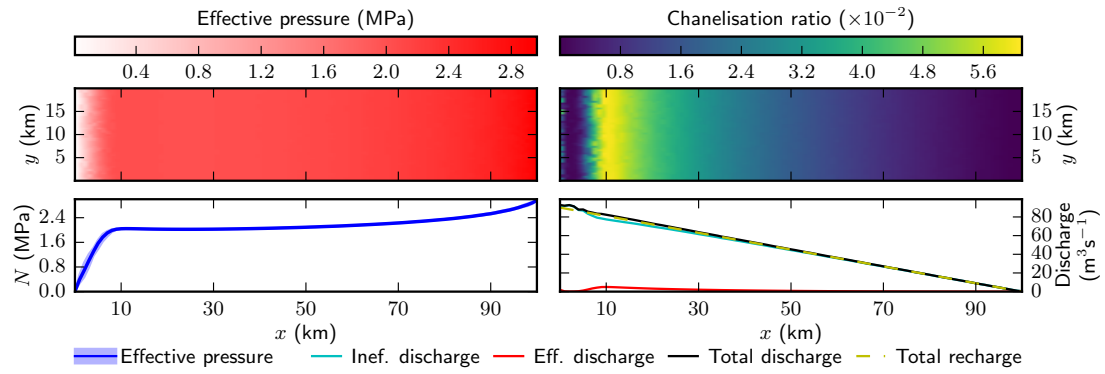 Effective pressure (MPa)
Chanelisation ratio (×10⁻²)
0.4 0.8 1.2 1.6 2.0 2.4 2.8
0.8 1.6 2.4 3.2 4.0 4.8 5.6
y (km)
15
10
5
15
10
5
y (km)
N (MPa)
2.4
1.6
0.8
0.0
80
60
40
20
0
Discharge
(m³s⁻¹)
10 30 50 70 90
10 30 50 70 90
x (km)
x (km)
Effective pressure
Inef. discharge
Eff. discharge
Total discharge
Total recharge